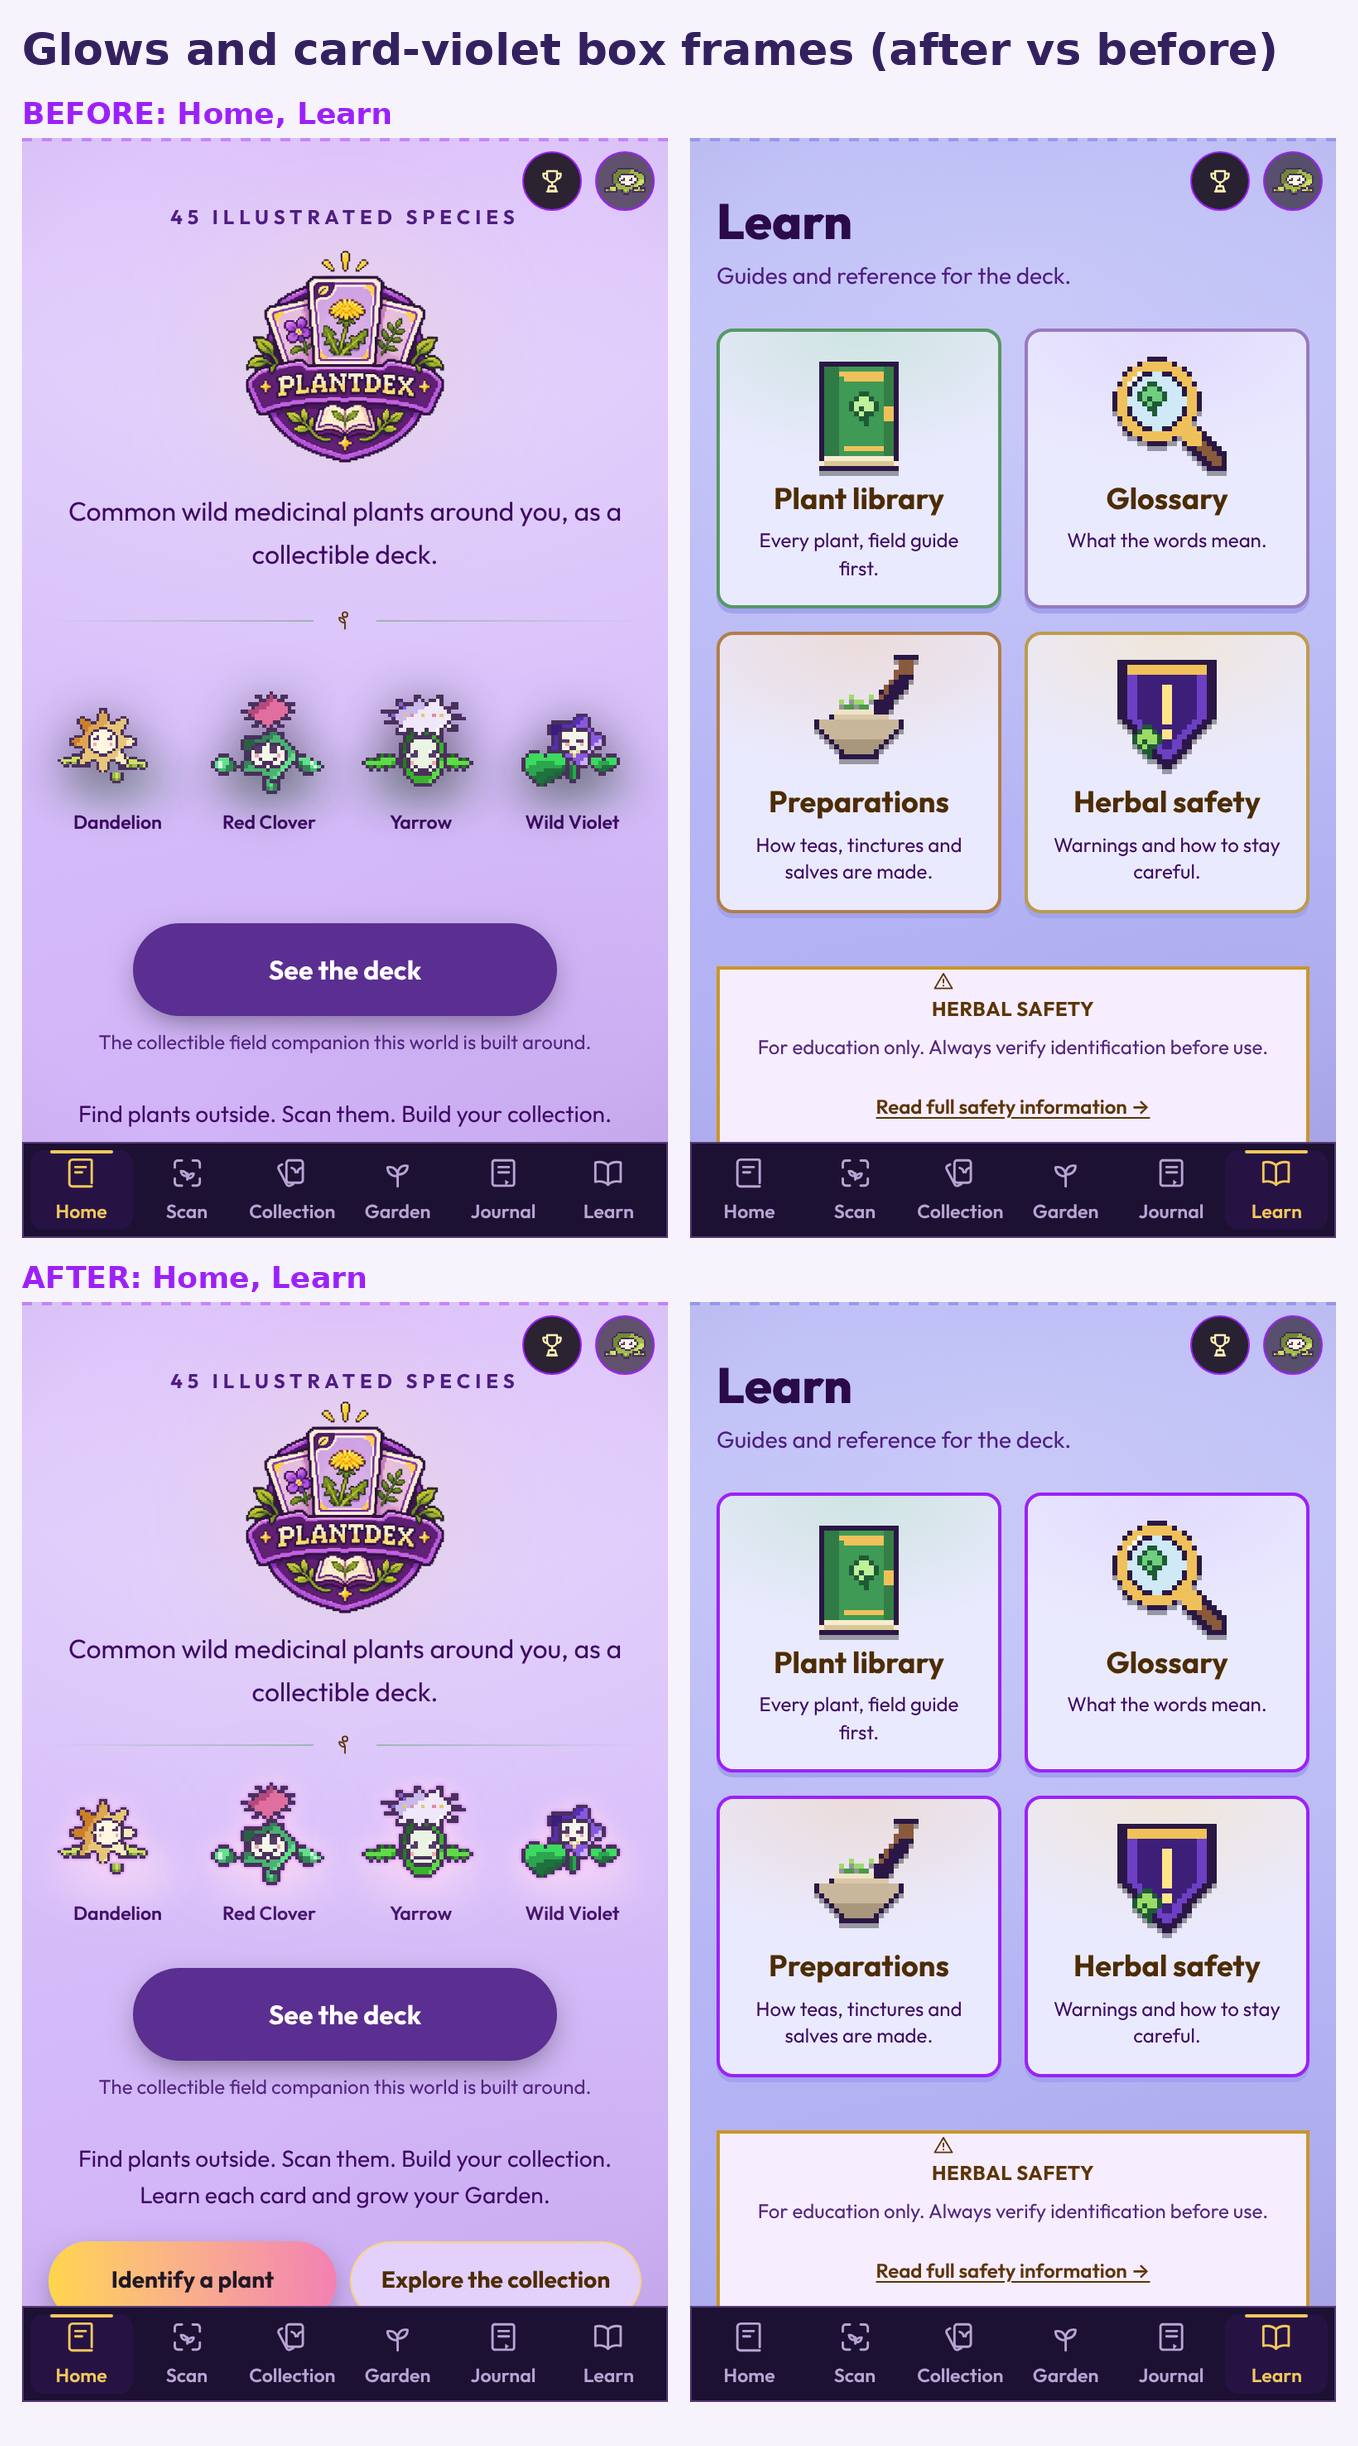 Glows and card-violet box frames (after vs before)
BEFORE: Home, Learn
45 ILLUSTRATED SPECIES
PLANTDEX
Common wild medicinal plants around you, as a
collectible deck.
Dandelion
Red Clover
Yarrow
Wild Violet
See the deck
The collectible field companion this world is built around.
Find plants outside. Scan them. Build your collection.
Home
Scan
Collection
Garden
Journal
Learn
Learn
Guides and reference for the deck.
Plant library
Every plant, field guide
first.
Glossary
What the words mean.
Preparations
How teas, tinctures and
salves are made.
Herbal safety
Warnings and how to stay
careful.
HERBAL SAFETY
For education only. Always verify identification before use.
Read full safety information →
Home
Scan
Collection
Garden
Journal
Learn
AFTER: Home, Learn
45 ILLUSTRATED SPECIES
PLANTDEX
Common wild medicinal plants around you, as a
collectible deck.
Dandelion
Red Clover
Yarrow
Wild Violet
See the deck
The collectible field companion this world is built around.
Find plants outside. Scan them. Build your collection.
Learn each card and grow your Garden.
Identify a plant
Explore the collection
Home
Scan
Collection
Garden
Journal
Learn
Learn
Guides and reference for the deck.
Plant library
Every plant, field guide
first.
Glossary
What the words mean.
Preparations
How teas, tinctures and
salves are made.
Herbal safety
Warnings and how to stay
careful.
HERBAL SAFETY
For education only. Always verify identification before use.
Read full safety information →
Home
Scan
Collection
Garden
Journal
Learn